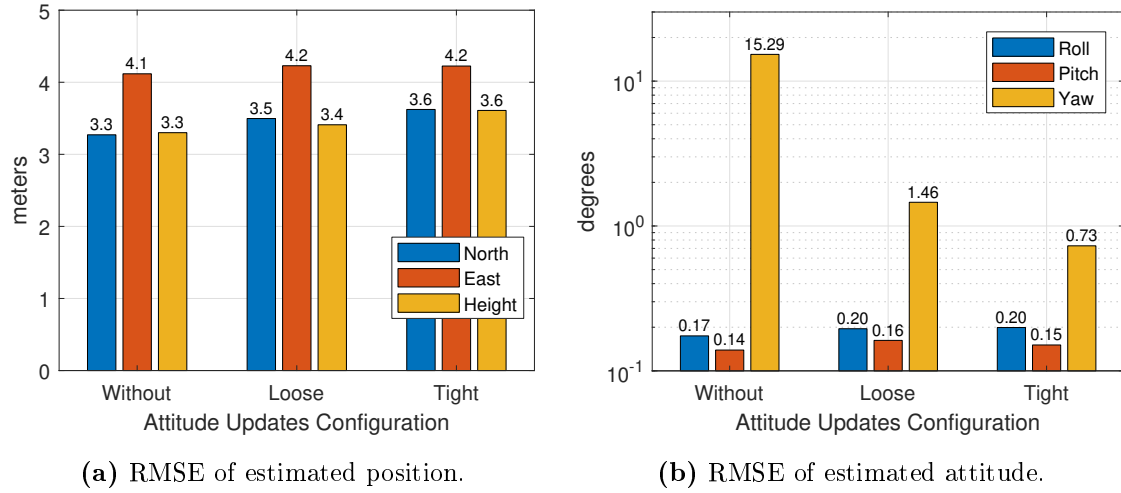 5
4
3
2
1
0
meters
3.3
4.1
3.3
3.5
4.2
3.4
3.6
4.2
3.6
North
East
Height
Without Loose Tight
Attitude Updates Configuration
(a) RMSE of estimated position.
10^1
10^0
10^-1
degrees
0.17
0.14
15.29
0.20
0.16
1.46
0.20
0.15
0.73
Roll
Pitch
Yaw
Without Loose Tight
Attitude Updates Configuration
(b) RMSE of estimated attitude.